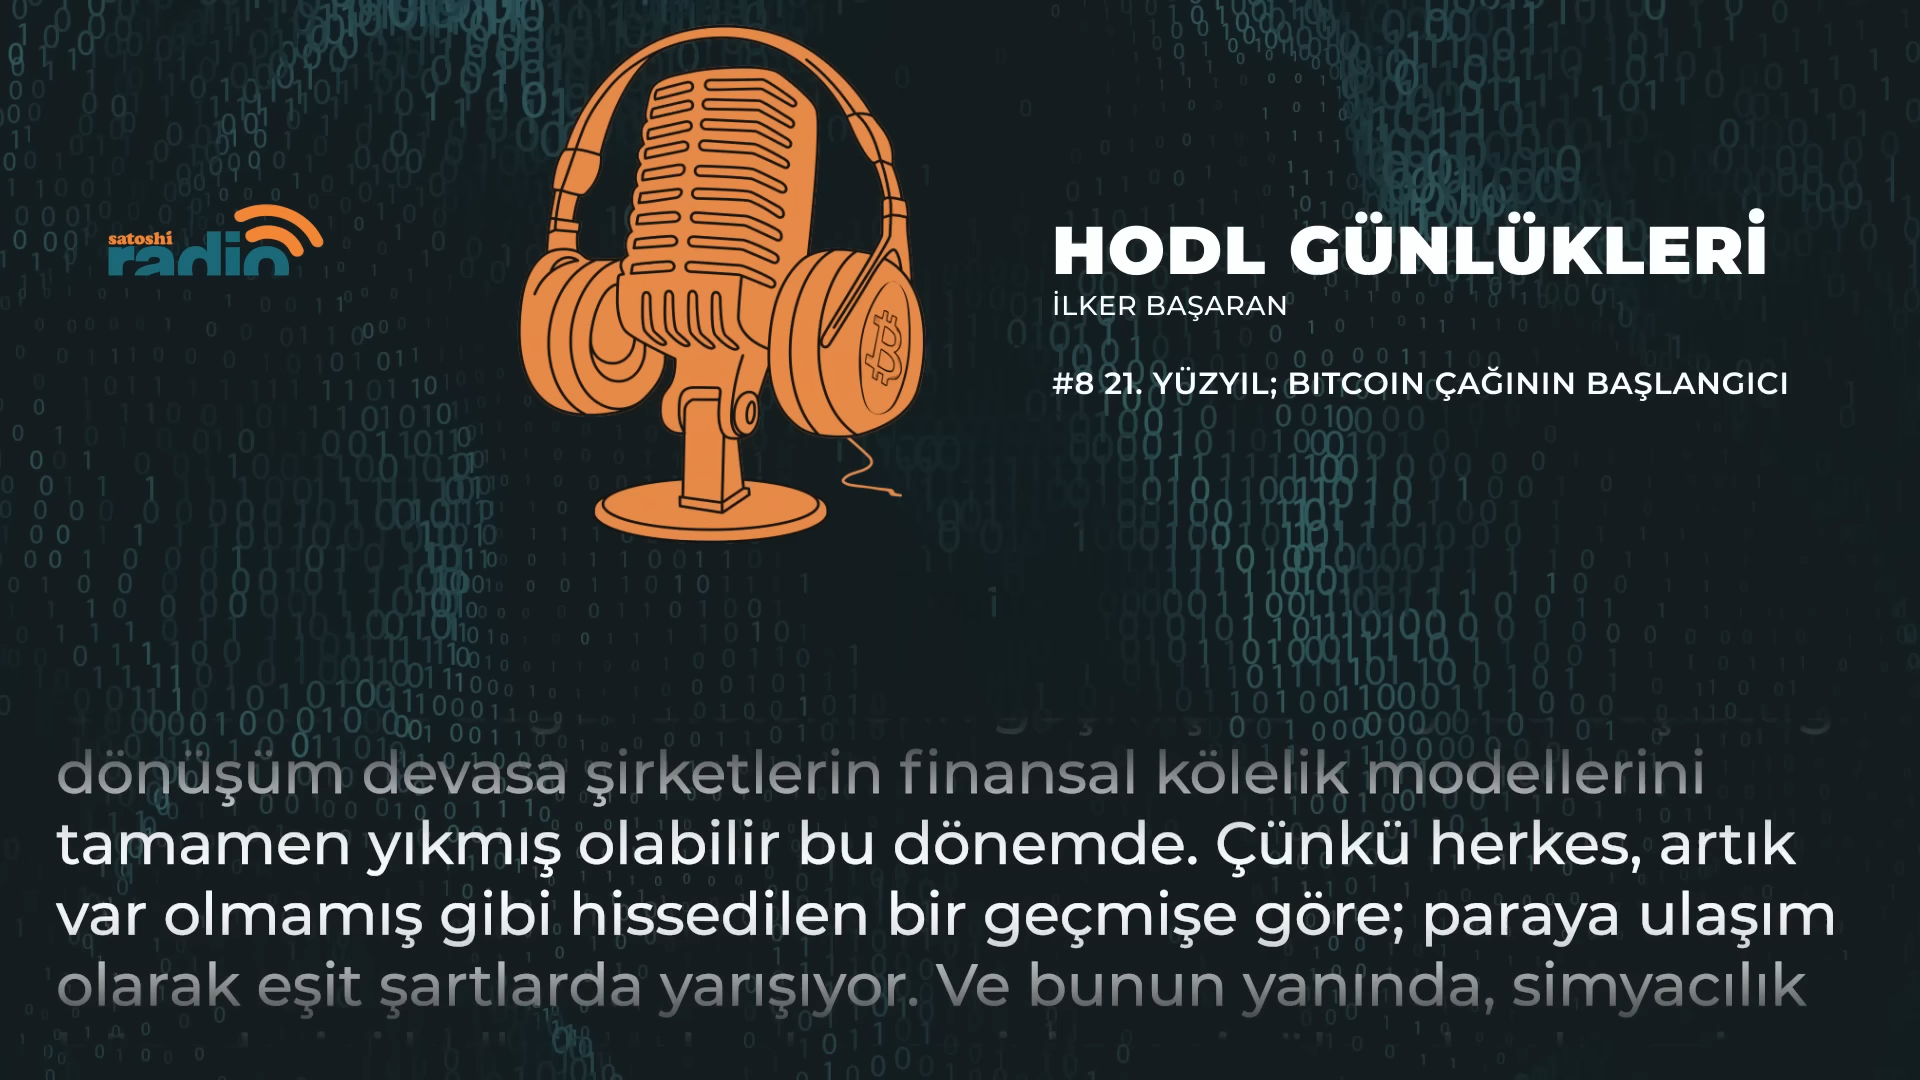 satoshi
radio
HODL GÜNLÜKLERİ
İLKER BAŞARAN
#8 21. YÜZYIL; BITCOIN ÇAĞININ BAŞLANGICI
dönüşüm devasa şirketlerin finansal kölelik modellerini
tamamen yıkmış olabilir bu dönemde. Çünkü herkes, artık
var olmamış gibi hissedilen bir geçmişe göre; paraya ulaşım
olarak eşit şartlarda yarışıyor. Ve bunun yanında, simyacılık